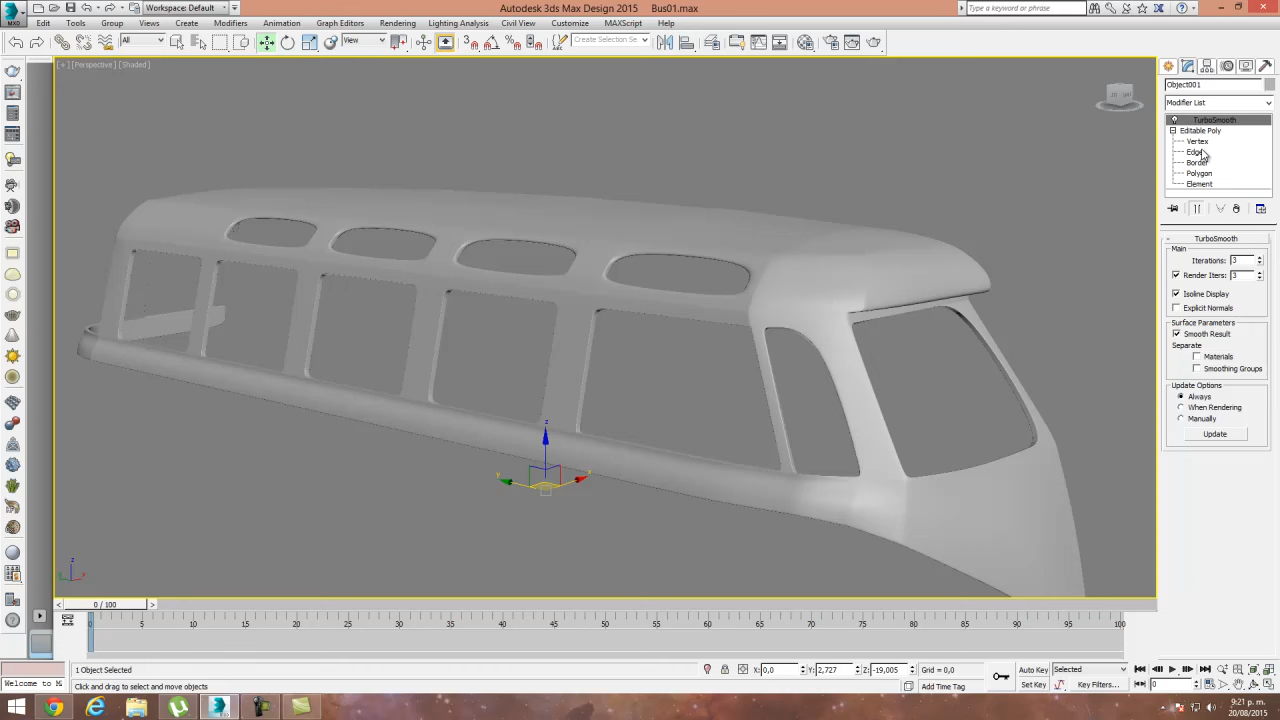 Workspace: Default
Autodesk 3ds Max Design 2015 Bus01.max
Type a keyword or phrase
MXD
Edit Tools Group Views Create Modifiers Animation Graph Editors Rendering Lighting Analysis Civil View Customize MAXScript Help
All
View
Create Selection Se
[+] [Perspective] [Shaded]
Object001
Modifier List
TurboSmooth
Editable Poly
Vertex
Edge
Border
Polygon
Element
- TurboSmooth
Main
Iterations: 3
Render Iters: 3
Isoline Display
Explicit Normals
Surface Parameters
Smooth Result
Separate
Materials
Smoothing Groups
Update Options
Always
When Rendering
Manually
Update
z
y
x
z
x
< 0 / 100 >
0 5 10 15 20 25 30 35 40 45 50 55 60 65 70 75 80 85 90 95 100
1 Object Selected
X: 0,0 Y: 2,727 Z: -19,005 Grid = 0,0
Auto Key Selected
Welcome to M
Click and drag to select and move objects
Add Time Tag
Set Key Key Filters...
0
9:21 p. m.
20/08/2015